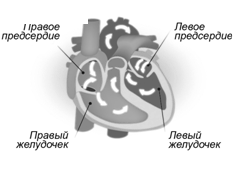 Правое
предсердие
Левое
предсердие
Правый
желудочек
Левый
желудочек